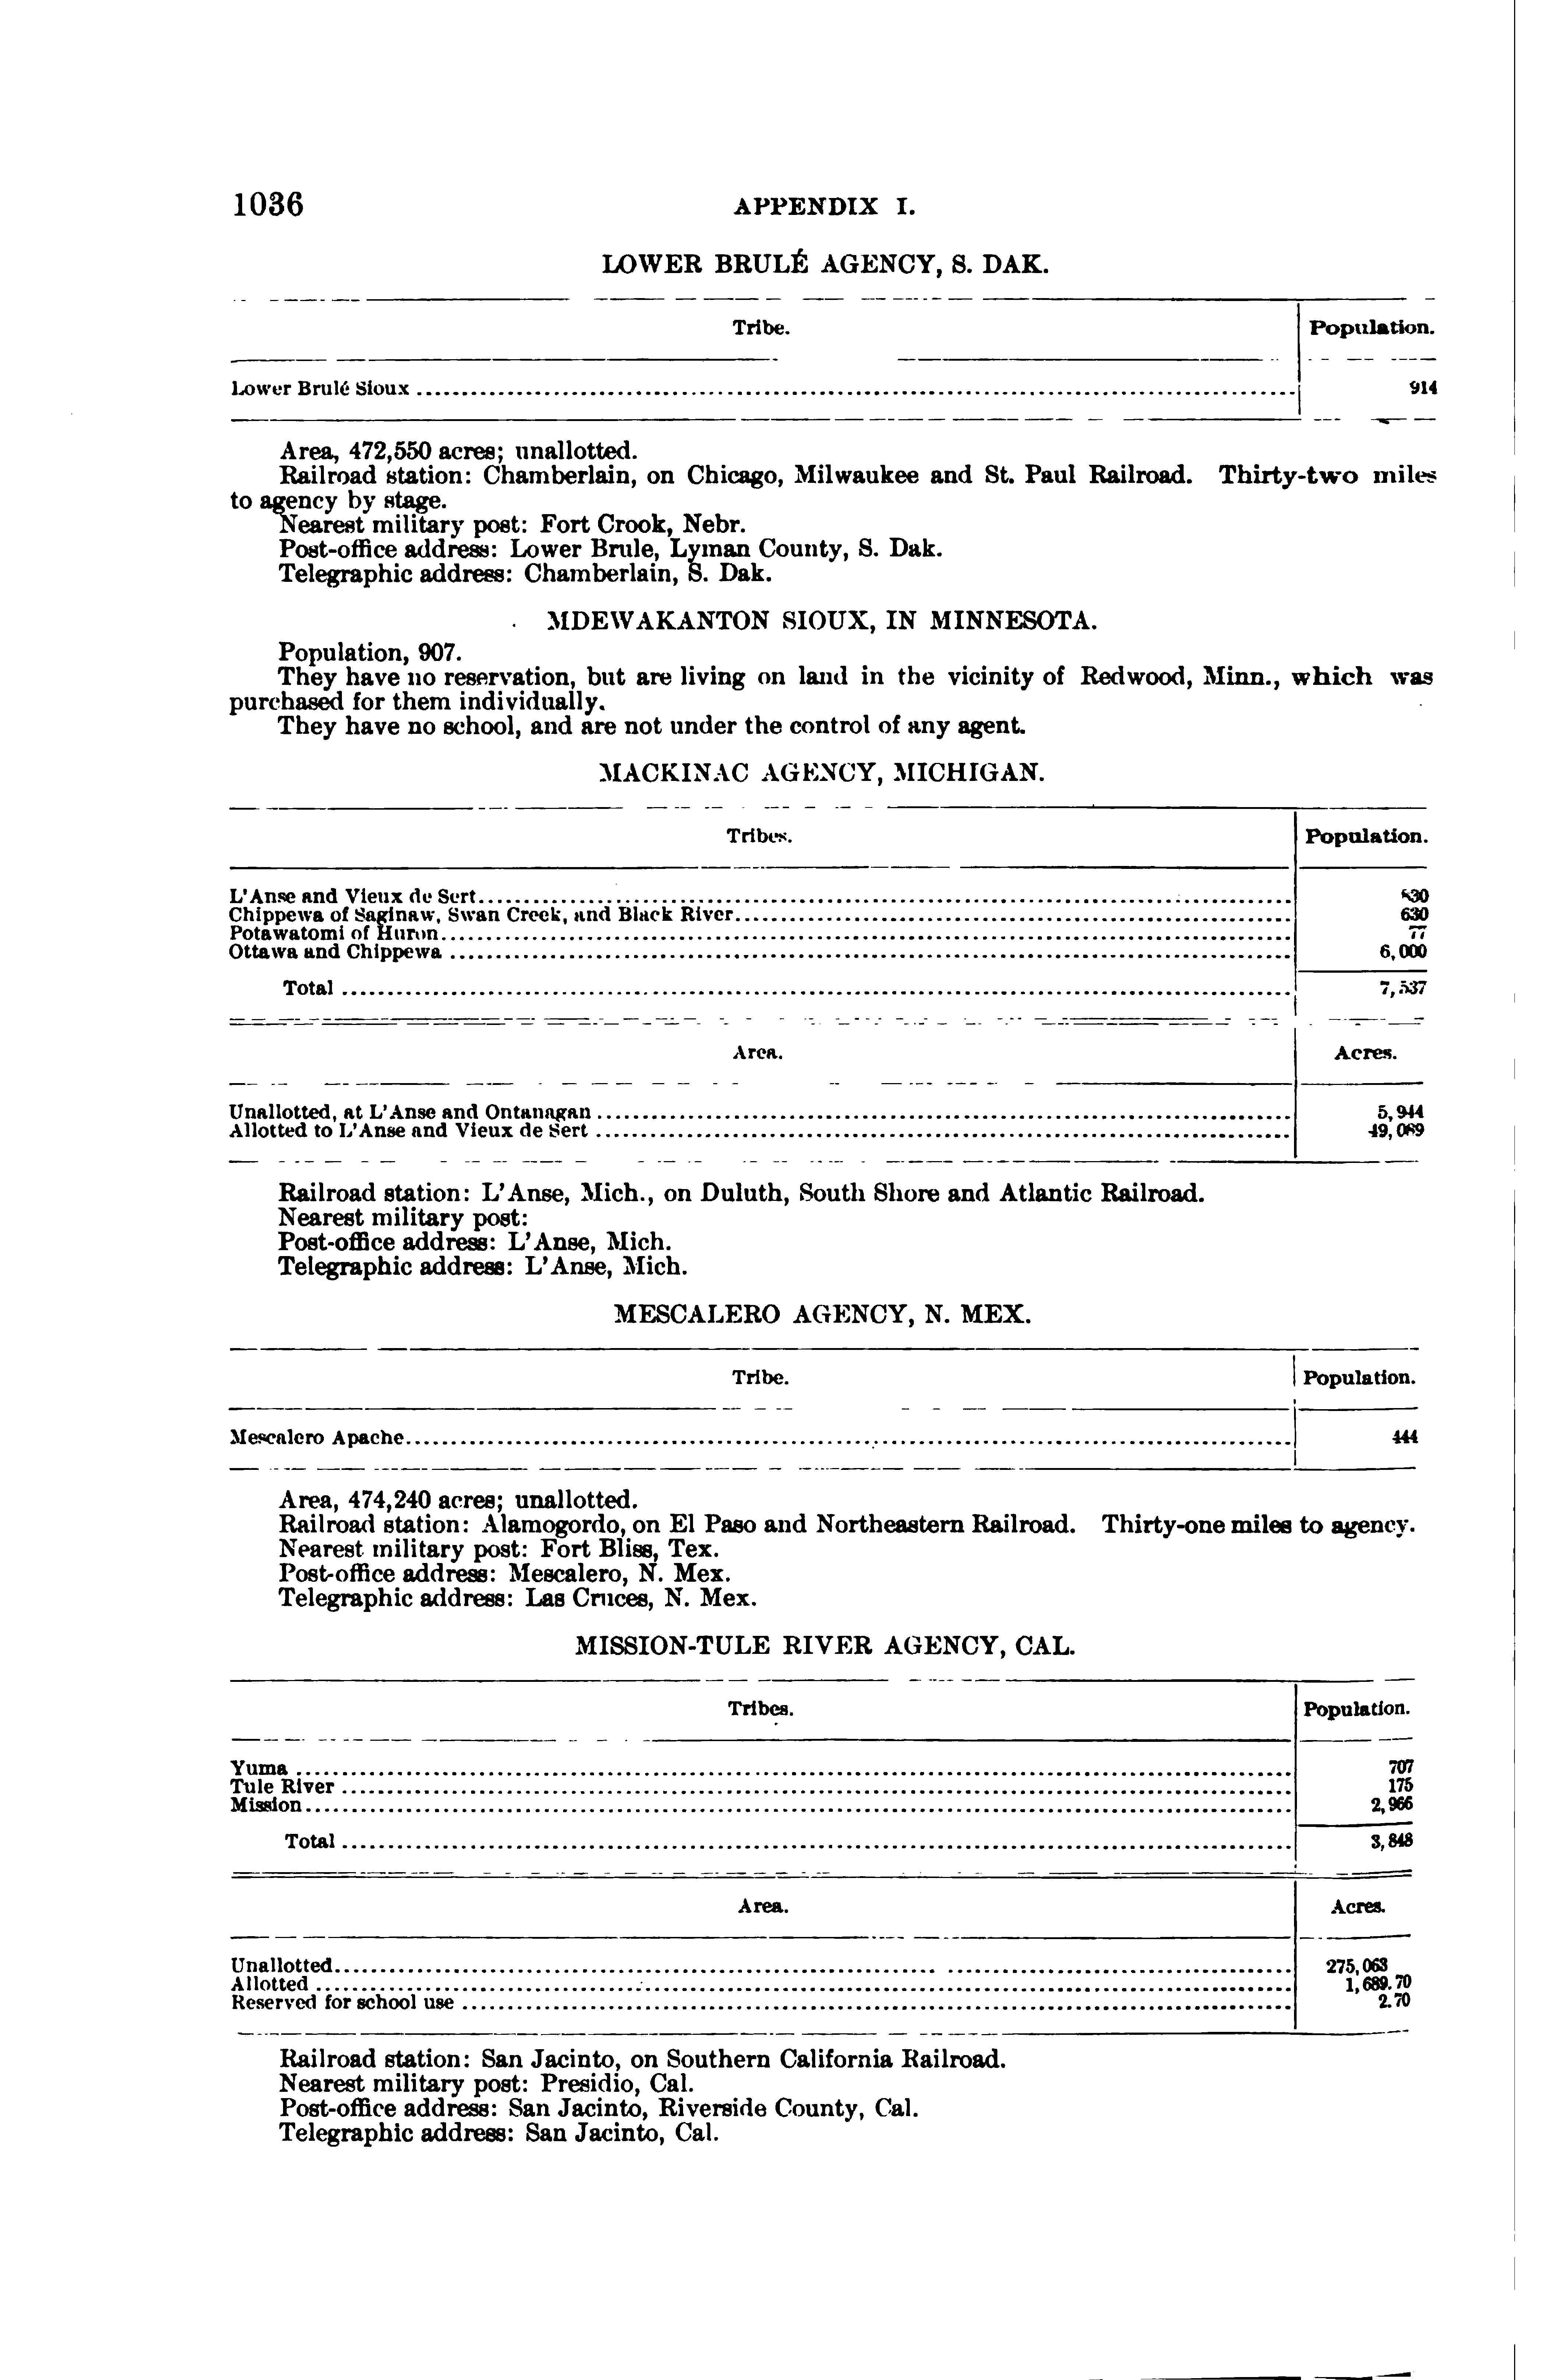 1036 APPENDIX I.
LOWER BRULÉ AGENCY, S. DAK.
Tribe. Population.
Lower Brulé Sioux 914
Area, 472,550 acres; unallotted.
Railroad station: Chamberlain, on Chicago, Milwaukee and St. Paul Railroad. Thirty-two miles
to agency by stage.
Nearest military post: Fort Crook, Nebr.
Post-office address: Lower Brule, Lyman County, S. Dak.
Telegraphic address: Chamberlain, S. Dak.
MDEWAKANTON SIOUX, IN MINNESOTA.
Population, 907.
They have no reservation, but are living on land in the vicinity of Redwood, Minn., which was
purchased for them individually.
They have no school, and are not under the control of any agent.
MACKINAC AGENCY, MICHIGAN.
Tribes. Population.
L'Anse and Vieux de Sert 830
Chippewa of Saginaw, Swan Creek, and Black River 630
Potawatomi of Huron 77
Ottawa and Chippewa 6,000
Total 7,537
Area. Acres.
Unallotted, at L'Anse and Ontanagan 5,944
Allotted to L'Anse and Vieux de Sert 49,089
Railroad station: L'Anse, Mich., on Duluth, South Shore and Atlantic Railroad.
Nearest military post:
Post-office address: L'Anse, Mich.
Telegraphic address: L'Anse, Mich.
MESCALERO AGENCY, N. MEX.
Tribe. Population.
Mescalero Apache 444
Area, 474,240 acres; unallotted.
Railroad station: Alamogordo, on El Paso and Northeastern Railroad. Thirty-one miles to agency.
Nearest military post: Fort Bliss, Tex.
Post-office address: Mescalero, N. Mex.
Telegraphic address: Las Cruces, N. Mex.
MISSION-TULE RIVER AGENCY, CAL.
Tribes. Population.
Yuma 707
Tule River 175
Mission 2,966
Total 3,848
Area. Acres.
Unallotted 275,063
Allotted 1,689.70
Reserved for school use 2.70
Railroad station: San Jacinto, on Southern California Railroad.
Nearest military post: Presidio, Cal.
Post-office address: San Jacinto, Riverside County, Cal.
Telegraphic address: San Jacinto, Cal.